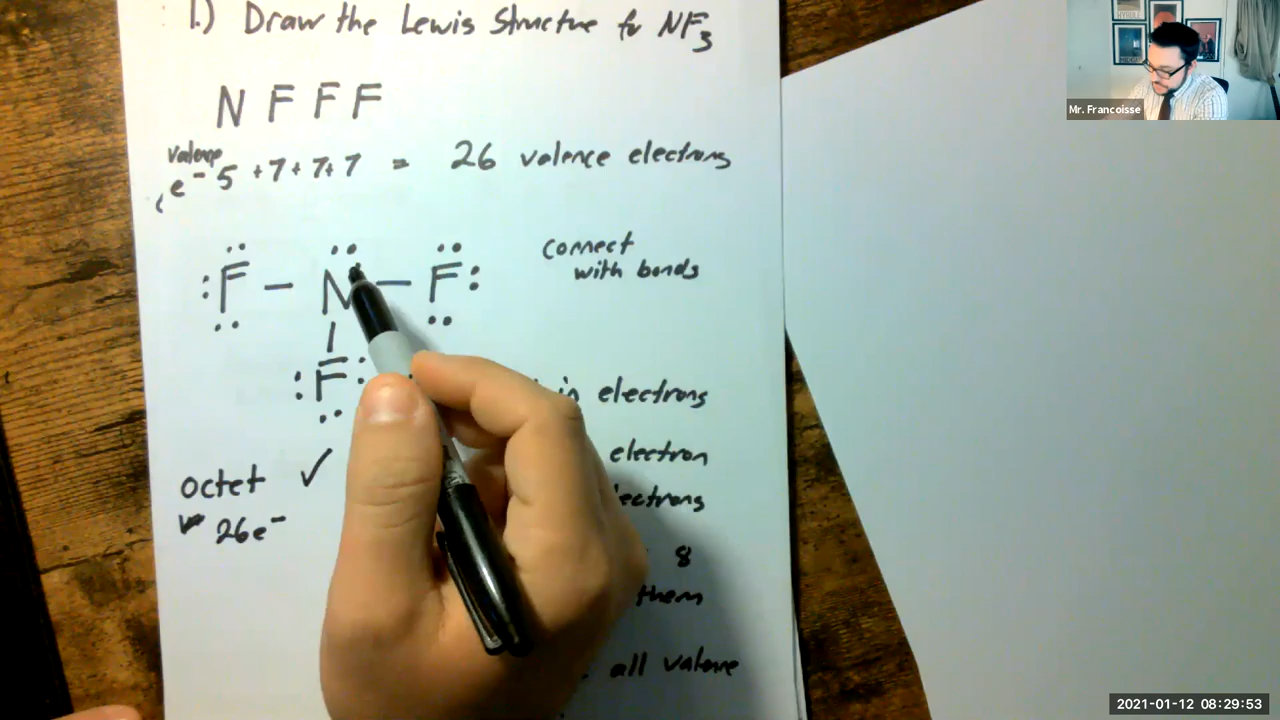 1.) Draw the Lewis Structure for NF3
N F F F
valence
e⁻ 5 +7+7+7 = 26 valence electrons
F – N – F
F
connect
with bonds
in electrons
electron
electrons
8
them
all valence
octet ✓
26e⁻
Mr. Francoisse
2021-01-12 08:29:53